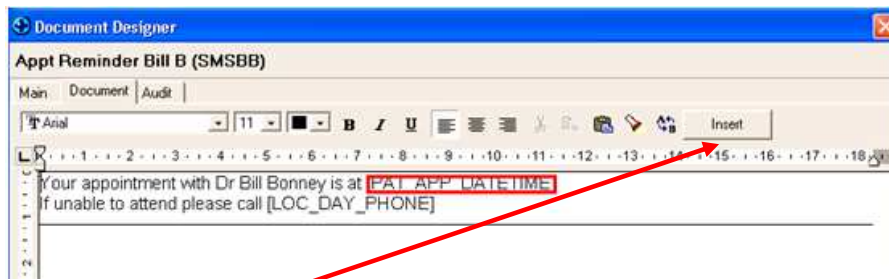 Document Designer
Appt Reminder Bill B (SMSBB)
Main Document Audit
Arial 11 B I U Insert
1 2 3 4 5 6 7 8 9 10 11 12 13 14 15 16 17 18
Your appointment with Dr Bill Bonney is at [PAT_APP_DATETIME]
If unable to attend please call [LOC_DAY_PHONE]
1
2